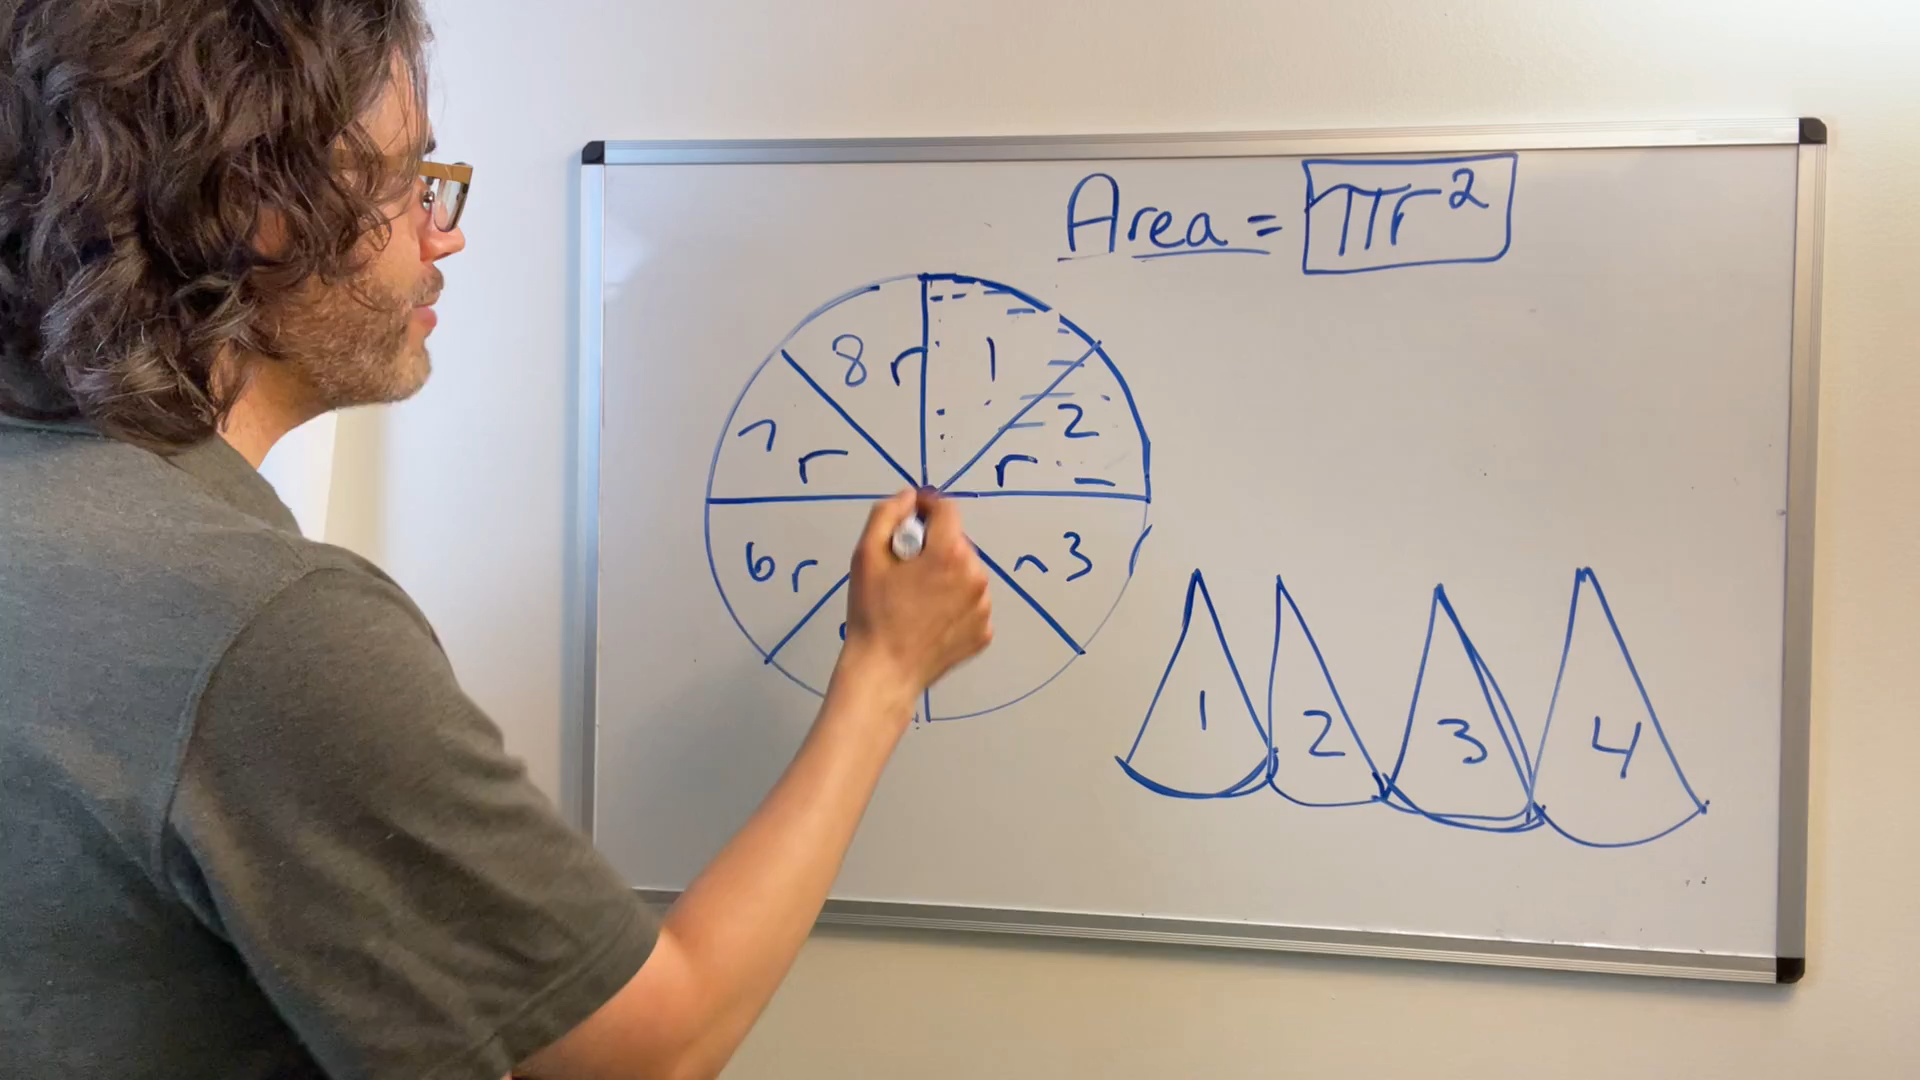 Area = πr²
8 r 1
7 r r 2
6 r r 3
1 2 3 4